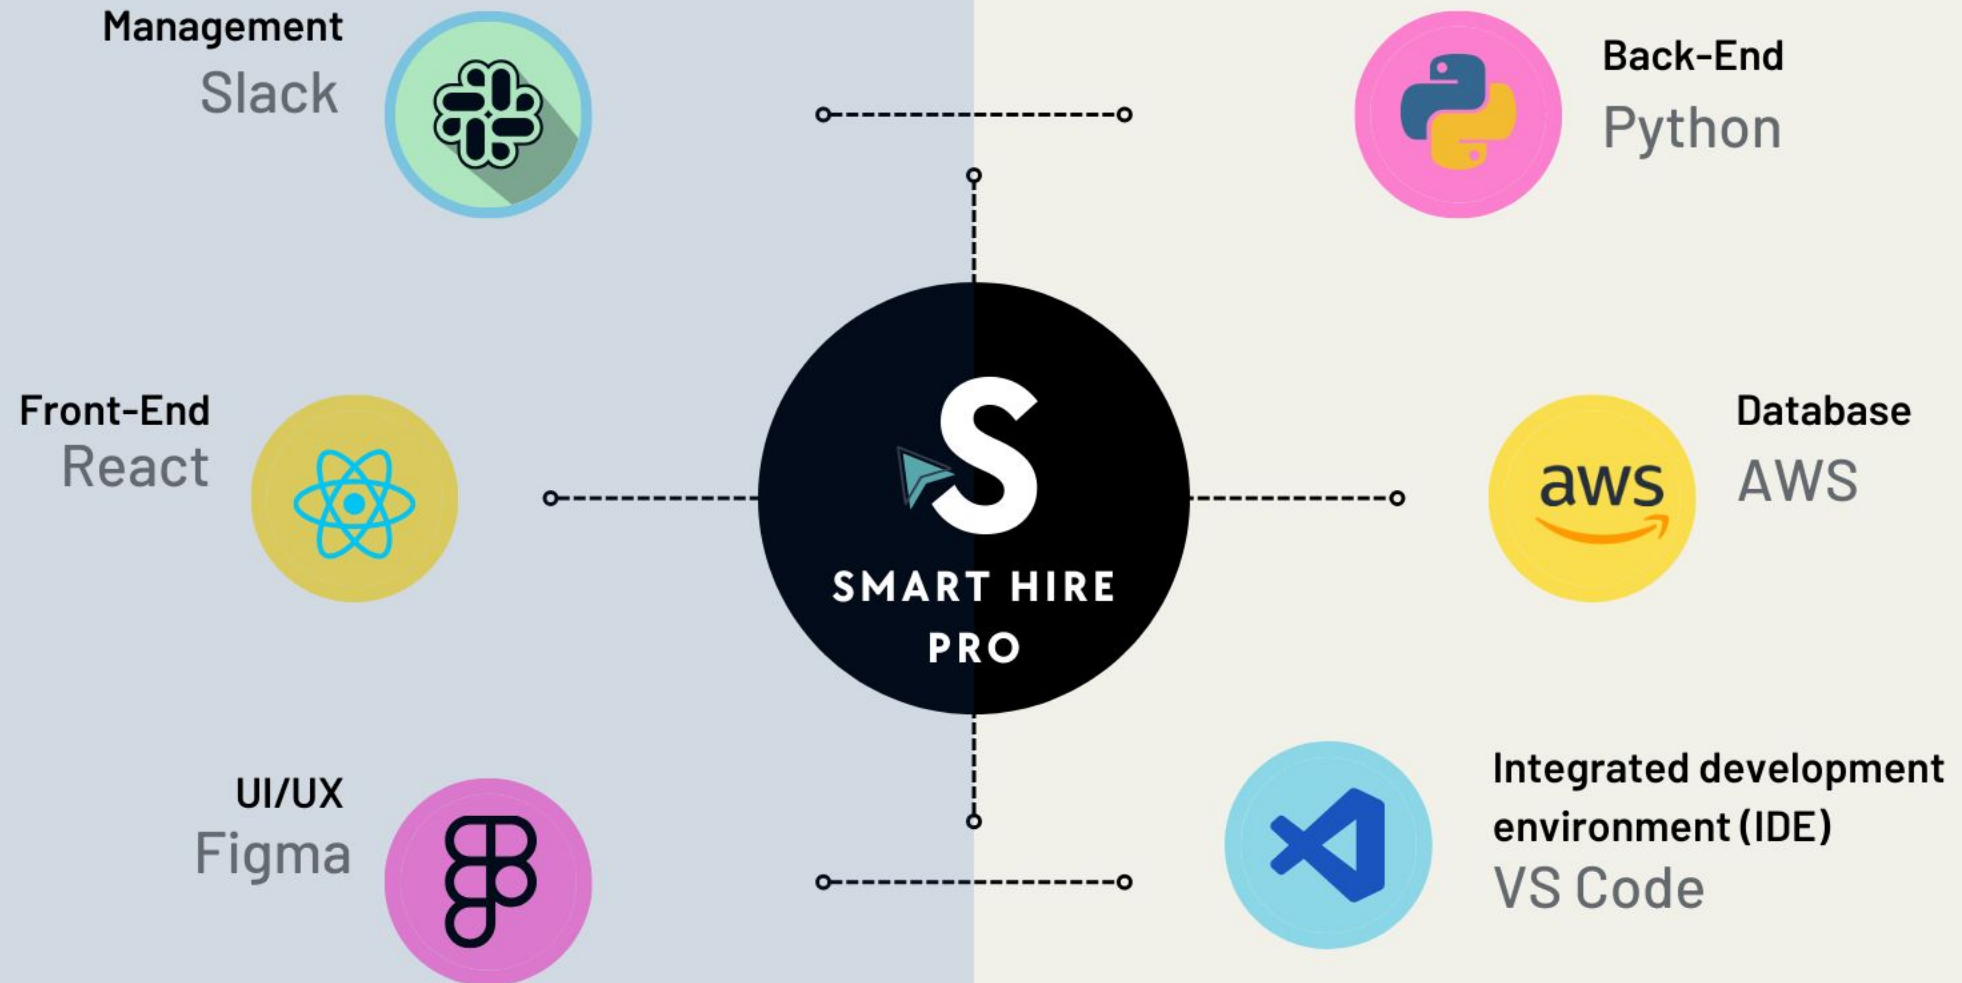 Management
Slack
Front-End
React
UI/UX
Figma
S
SMART HIRE
PRO
Back-End
Python
aws
Database
AWS
Integrated development
environment (IDE)
VS Code